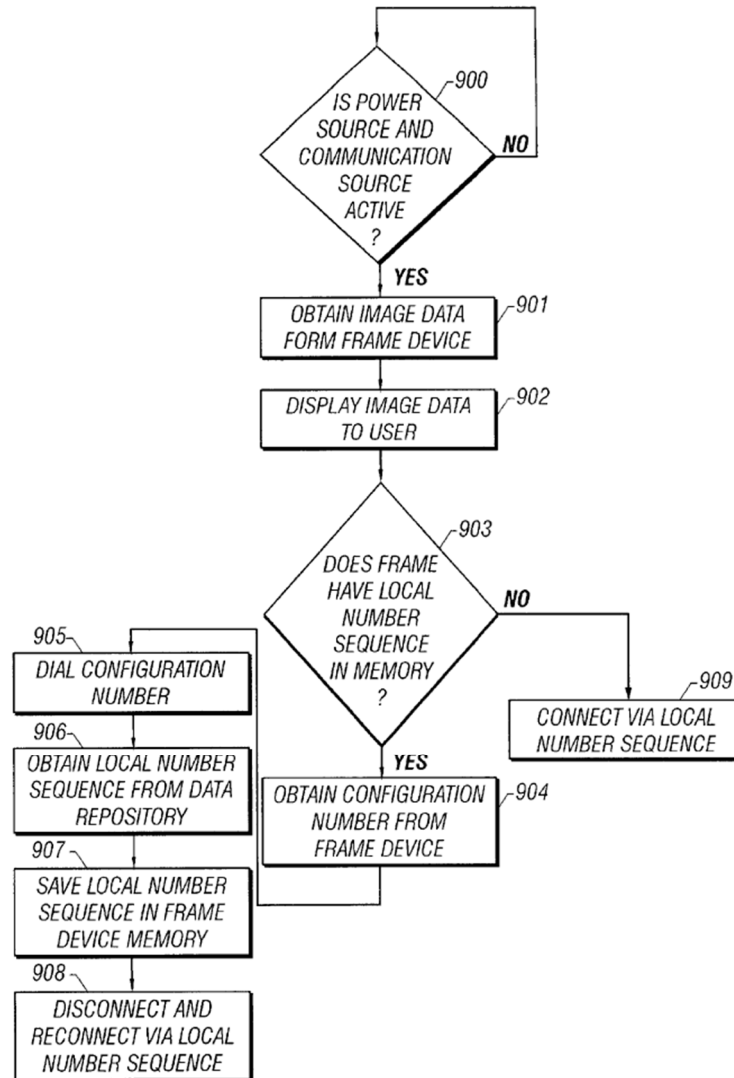 900
IS POWER
SOURCE AND
COMMUNICATION
SOURCE
ACTIVE
?
NO
YES
901
OBTAIN IMAGE DATA
FORM FRAME DEVICE
902
DISPLAY IMAGE DATA
TO USER
903
DOES FRAME
HAVE LOCAL
NUMBER
SEQUENCE
IN MEMORY
?
NO
YES
909
CONNECT VIA LOCAL
NUMBER SEQUENCE
904
OBTAIN CONFIGURATION
NUMBER FROM
FRAME DEVICE
905
DIAL CONFIGURATION
NUMBER
906
OBTAIN LOCAL NUMBER
SEQUENCE FROM DATA
REPOSITORY
907
SAVE LOCAL NUMBER
SEQUENCE IN FRAME
DEVICE MEMORY
908
DISCONNECT AND
RECONNECT VIA LOCAL
NUMBER SEQUENCE